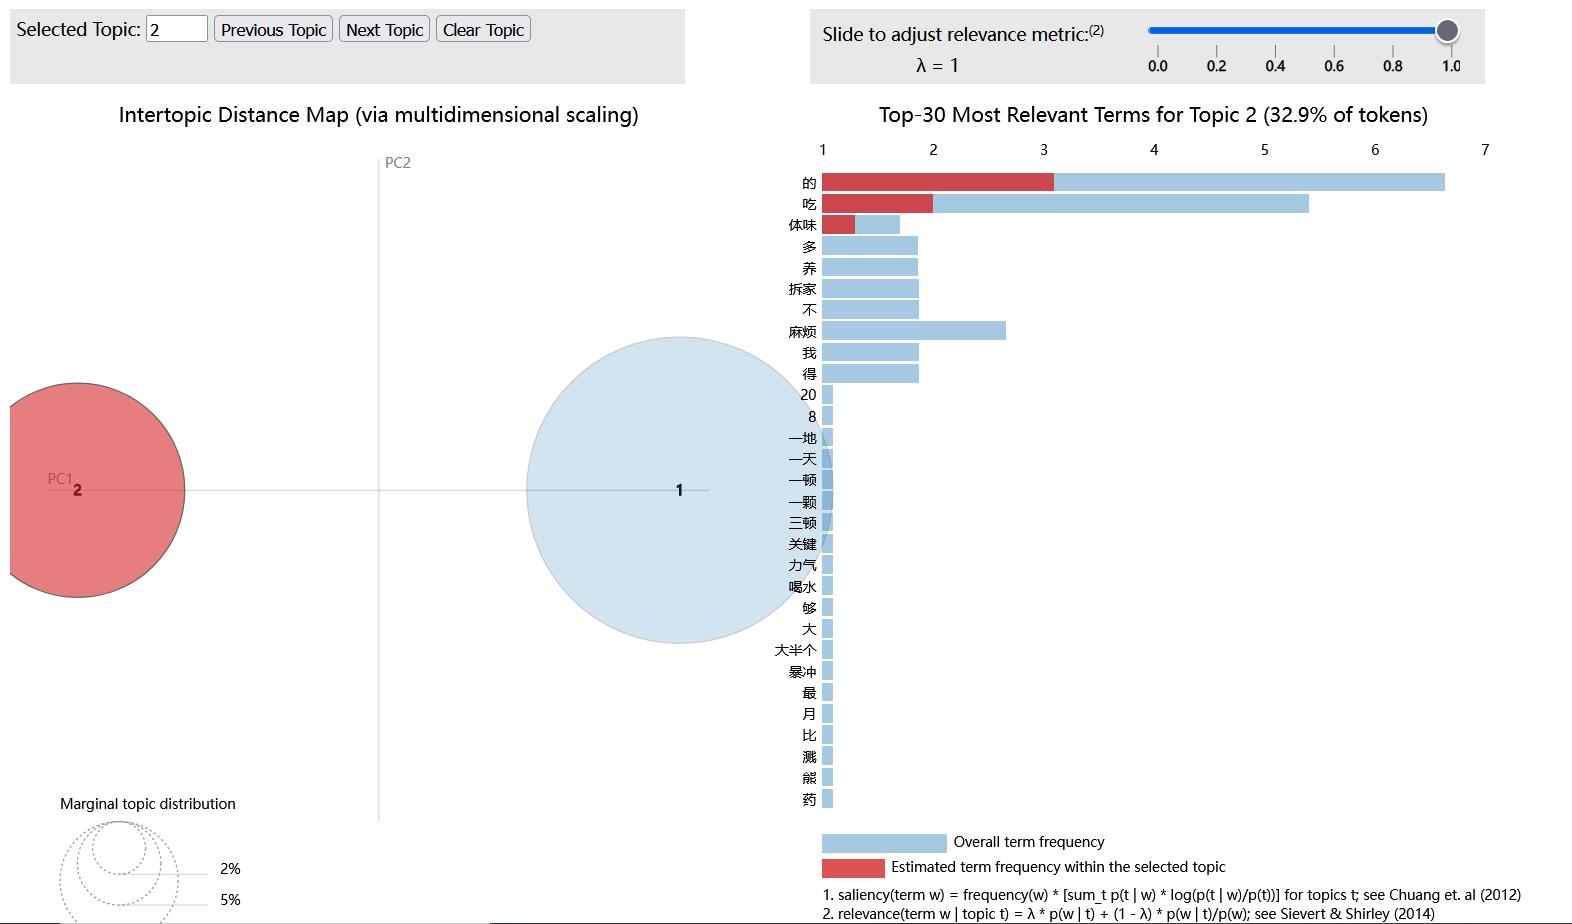 Selected Topic: 2 Previous Topic Next Topic Clear Topic
Slide to adjust relevance metric:(2)
λ = 1
0.0 0.2 0.4 0.6 0.8 1.0
Intertopic Distance Map (via multidimensional scaling)
PC2
PC1
2
1
Marginal topic distribution
2%
5%
Top-30 Most Relevant Terms for Topic 2 (32.9% of tokens)
1 2 3 4 5 6 7
的
吃
体味
多
养
拆家
不
麻烦
我
得
20
8
一地
一天
一顿
一颗
三顿
关键
力气
喝水
够
大
大半个
暴冲
最
月
比
溅
熊
药
Overall term frequency
Estimated term frequency within the selected topic
1. saliency(term w) = frequency(w) * [sum_t p(t | w) * log(p(t | w)/p(t))] for topics t; see Chuang et. al (2012)
2. relevance(term w | topic t) = λ * p(w | t) + (1 - λ) * p(w | t)/p(w); see Sievert & Shirley (2014)